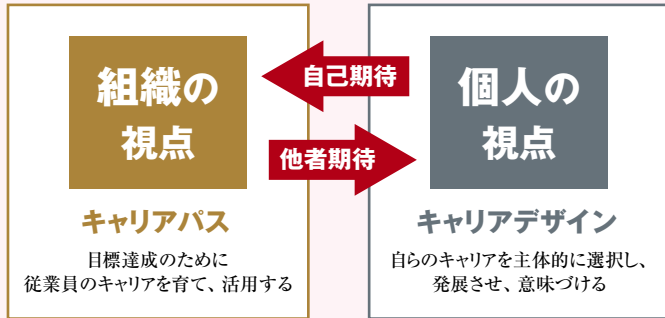 組織の
視点
キャリアパス
目標達成のために
従業員のキャリアを育て、活用する
自己期待
他者期待
個人の
視点
キャリアデザイン
自らのキャリアを主体的に選択し、
発展させ、意味づける